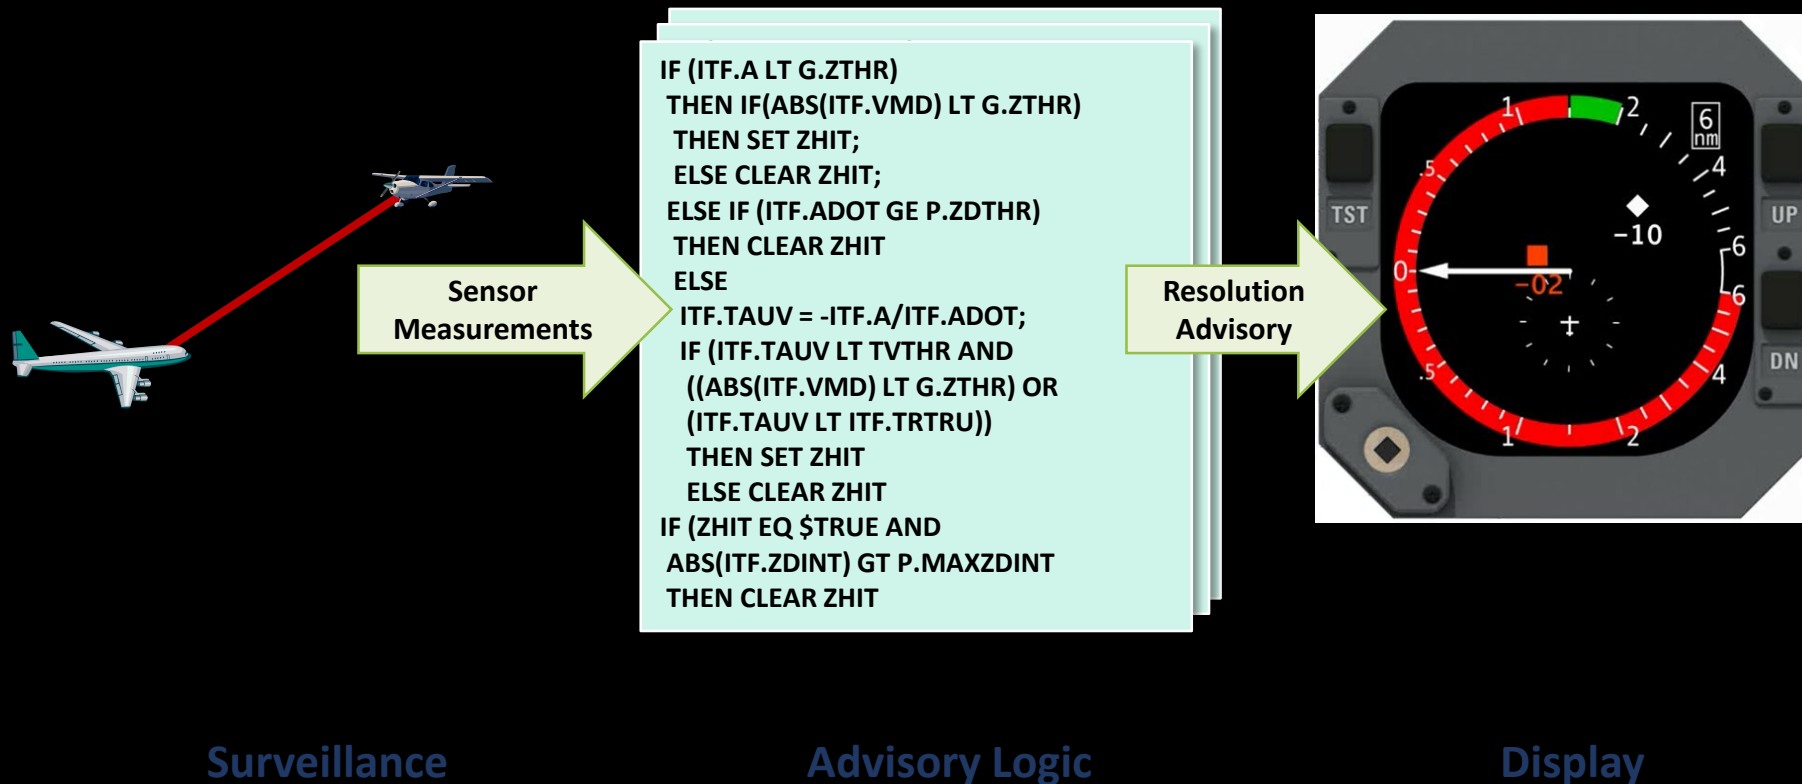 IF (ITF.A LT G.ZTHR)
THEN IF(ABS(ITF.VMD) LT G.ZTHR)
THEN SET ZHIT;
ELSE CLEAR ZHIT;
ELSE IF (ITF.ADOT GE P.ZDTHR)
THEN CLEAR ZHIT
ELSE
ITF.TAUV = -ITF.A/ITF.ADOT;
IF (ITF.TAUV LT TVTHR AND
((ABS(ITF.VMD) LT G.ZTHR) OR
(ITF.TAUV LT ITF.TRTRU))
THEN SET ZHIT
ELSE CLEAR ZHIT
IF (ZHIT EQ $TRUE AND
ABS(ITF.ZDINT) GT P.MAXZDINT
THEN CLEAR ZHIT
Sensor
Measurements
Resolution
Advisory
1 2
6
nm
.5 4
TST
UP
-10
6
0
-02
6
.5 4
DN
1 2
Surveillance
Advisory Logic
Display